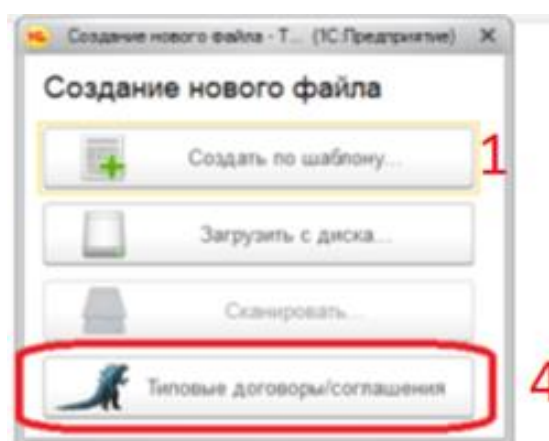 Создание нового файла - Т... (1С:Предприятие)
Создание нового файла
Создать по шаблону...
1
Загрузить с диска...
Сканировать...
Типовые договоры/соглашения
4